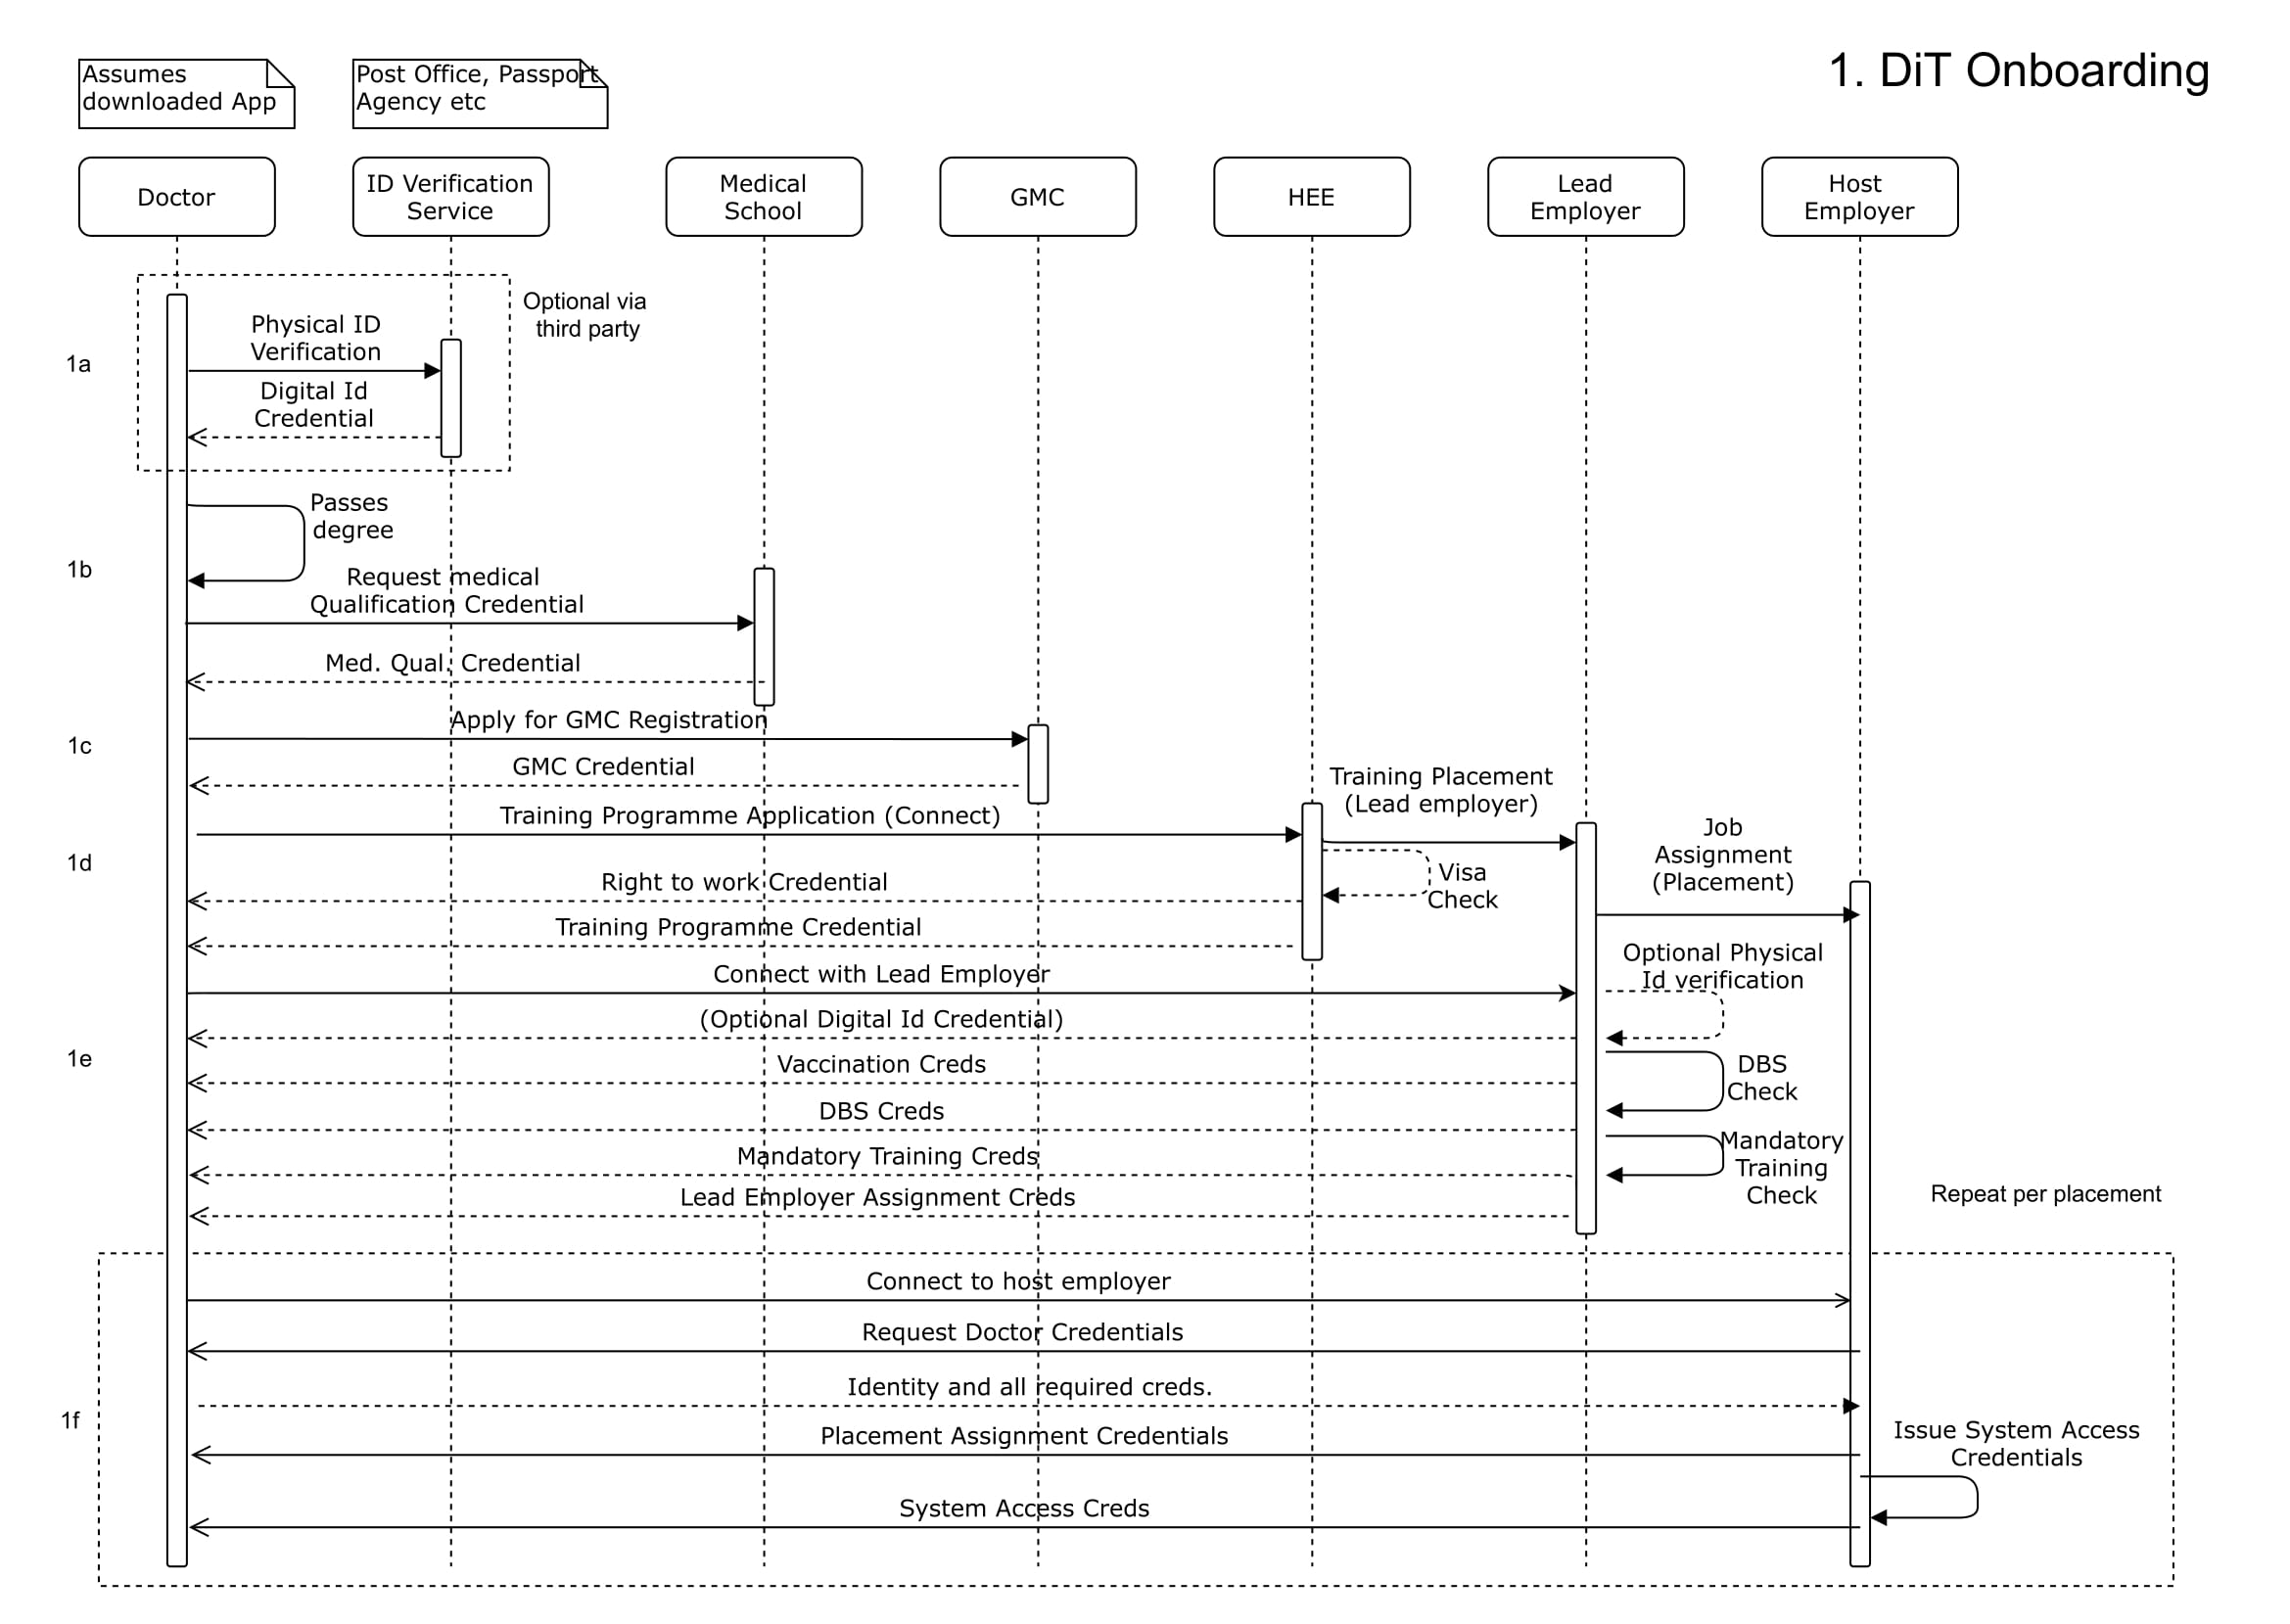 Assumes
downloaded App
Post Office, Passport
Agency etc
1. DiT Onboarding
Doctor
ID Verification
Service
Medical
School
GMC
HEE
Lead
Employer
Host
Employer
Optional via
third party
Physical ID
Verification
1a
Digital Id
Credential
Passes
degree
1b
Request medical
Qualification Credential
Med. Qual. Credential
Apply for GMC Registration
1c
GMC Credential
Training Placement
(Lead employer)
Training Programme Application (Connect)
Job
Assignment
(Placement)
1d
Visa
Check
Right to work Credential
Training Programme Credential
Optional Physical
Id verification
Connect with Lead Employer
(Optional Digital Id Credential)
1e
Vaccination Creds
DBS
Check
DBS Creds
Mandatory
Training
Check
Mandatory Training Creds
Lead Employer Assignment Creds
Repeat per placement
Connect to host employer
Request Doctor Credentials
Identity and all required creds.
1f
Placement Assignment Credentials
Issue System Access
Credentials
System Access Creds